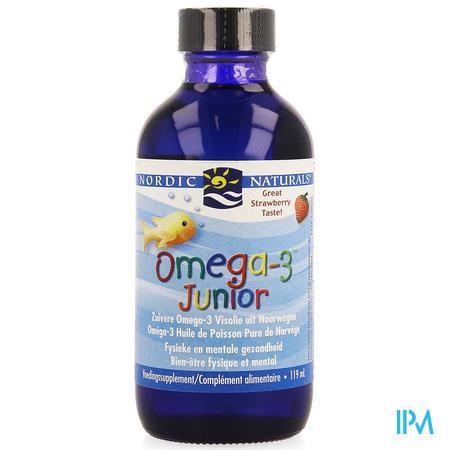 NORDIC NATURALS®
Great
Strawberry
Taste!
Omega-3™
Junior
Zuivere Omega-3 Visolie uit Noorwegen
Oméga-3 Huile de Poisson Pure de Norvège
Fysieke en mentale gezondheid
Bien-être fysique et mental
Voedingssupplement/Complément alimentaire • 119 mL
IPM